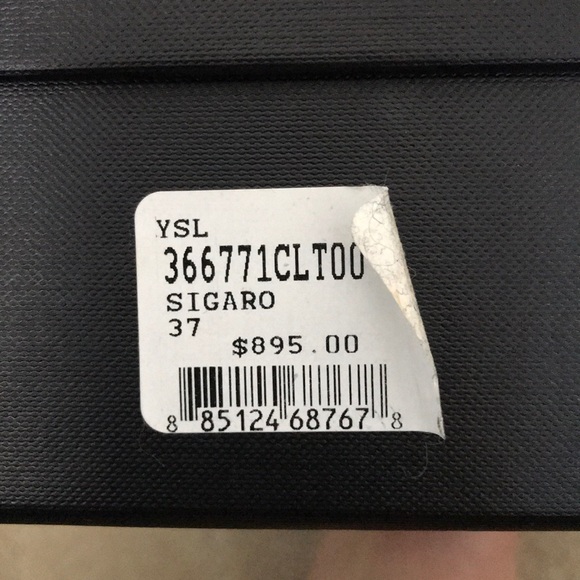 YSL
366771CLT00
SIGARO
37
$895.00
8 85124 68767 8